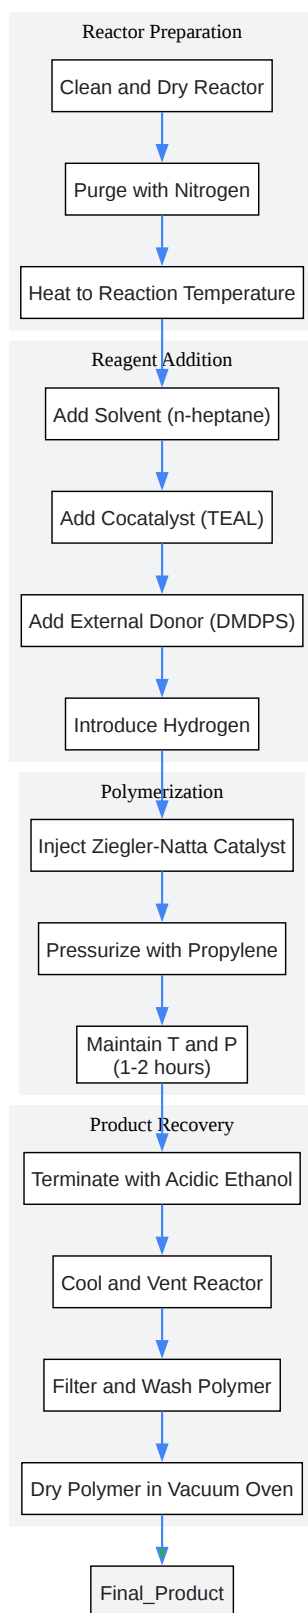 Reactor Preparation
Clean and Dry Reactor
Purge with Nitrogen
Heat to Reaction Temperature
Reagent Addition
Add Solvent (n-heptane)
Add Cocatalyst (TEAL)
Add External Donor (DMDPS)
Introduce Hydrogen
Polymerization
Inject Ziegler-Natta Catalyst
Pressurize with Propylene
Maintain T and P
(1-2 hours)
Product Recovery
Terminate with Acidic Ethanol
Cool and Vent Reactor
Filter and Wash Polymer
Dry Polymer in Vacuum Oven
Final_Product